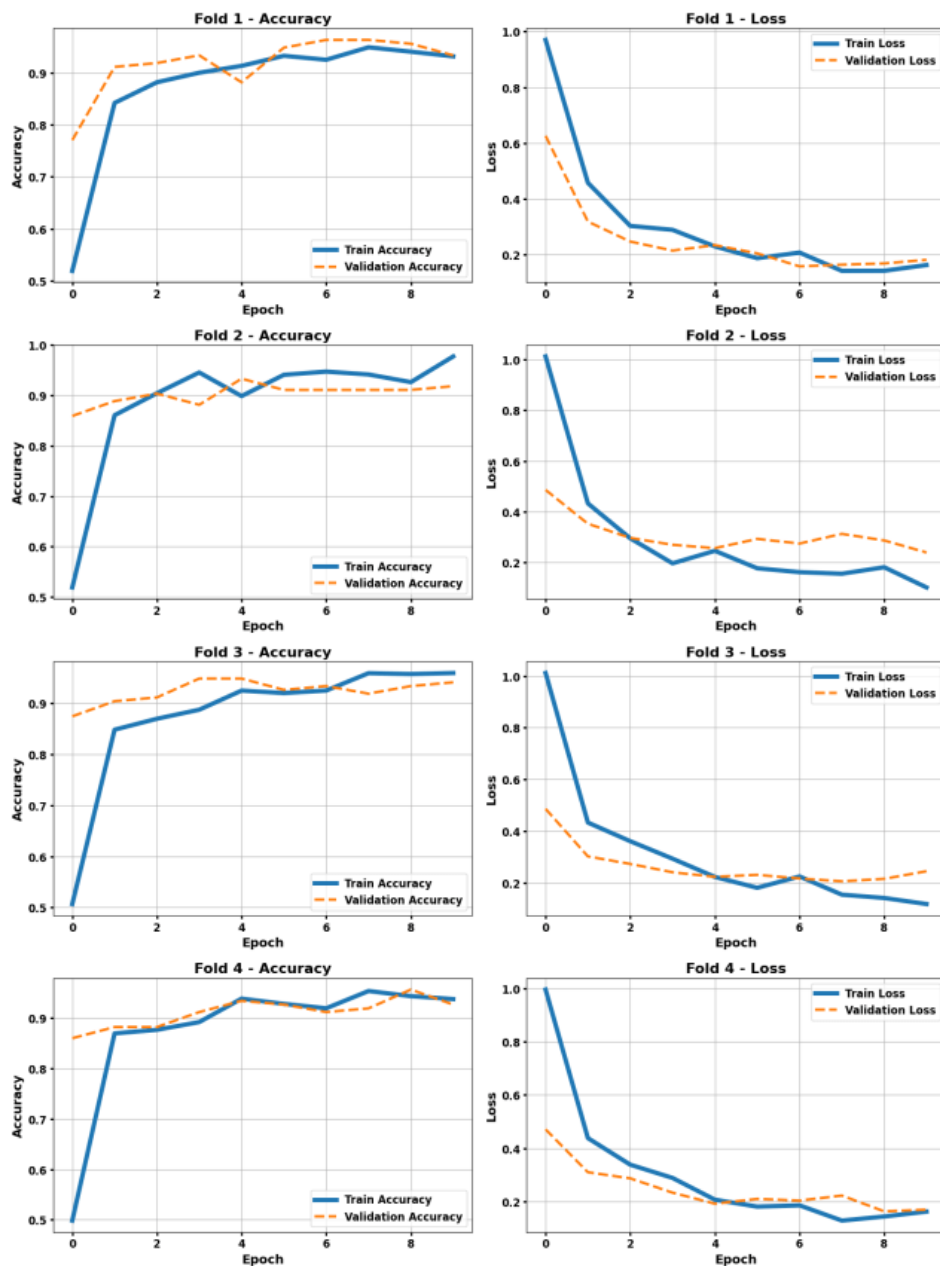 Fold 1 - Accuracy
Accuracy
0.9
0.8
0.7
0.6
0.5
Train Accuracy
Validation Accuracy
0 2 4 6 8
Epoch
Fold 1 - Loss
Loss
1.0
0.8
0.6
0.4
0.2
Train Loss
Validation Loss
0 2 4 6 8
Epoch
Fold 2 - Accuracy
Accuracy
1.0
0.9
0.8
0.7
0.6
0.5
Train Accuracy
Validation Accuracy
0 2 4 6 8
Epoch
Fold 2 - Loss
Loss
1.0
0.8
0.6
0.4
0.2
Train Loss
Validation Loss
0 2 4 6 8
Epoch
Fold 3 - Accuracy
Accuracy
0.9
0.8
0.7
0.6
0.5
Train Accuracy
Validation Accuracy
0 2 4 6 8
Epoch
Fold 3 - Loss
Loss
1.0
0.8
0.6
0.4
0.2
Train Loss
Validation Loss
0 2 4 6 8
Epoch
Fold 4 - Accuracy
Accuracy
0.9
0.8
0.7
0.6
0.5
Train Accuracy
Validation Accuracy
0 2 4 6 8
Epoch
Fold 4 - Loss
Loss
1.0
0.8
0.6
0.4
0.2
Train Loss
Validation Loss
0 2 4 6 8
Epoch